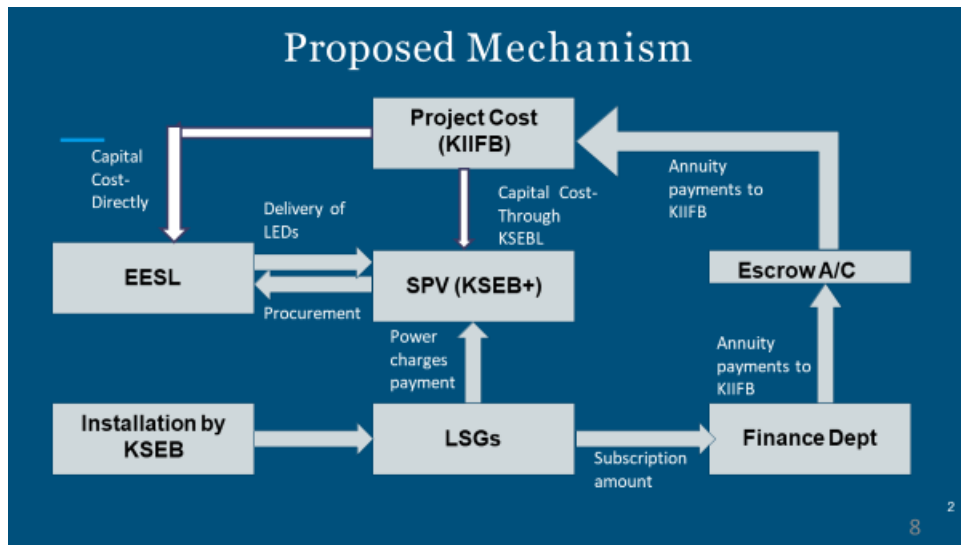 Proposed Mechanism
Project Cost
(KIIFB)
Capital
Cost-
Directly
Delivery of
LEDs
Capital Cost-
Through
KSEBL
Annuity
payments to
KIIFB
EESL
SPV (KSEB+)
Escrow A/C
Procurement
Power
charges
payment
Annuity
payments to
KIIFB
Installation by
KSEB
LSGs
Finance Dept
Subscription
amount
2
8